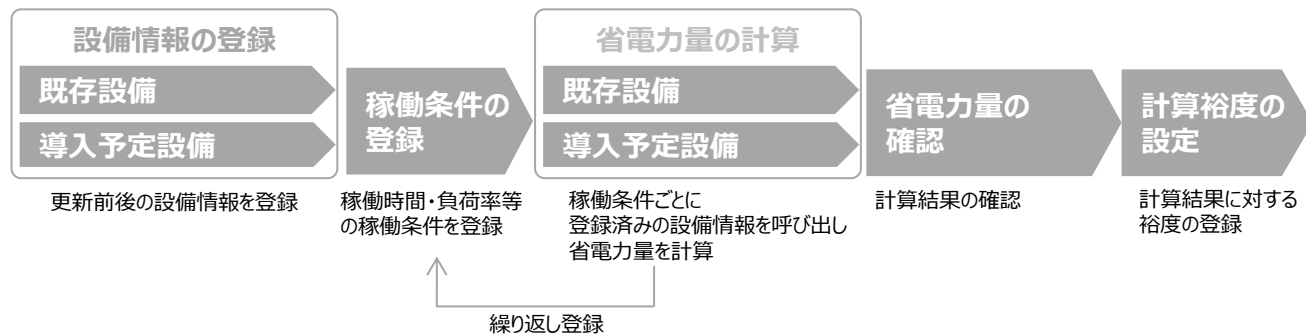 設備情報の登録
既存設備
導入予定設備
更新前後の設備情報を登録
稼働条件の
登録
稼働時間・負荷率等
の稼働条件を登録
省電力量の計算
既存設備
導入予定設備
稼働条件ごとに
登録済みの設備情報を呼び出し
省電力量を計算
省電力量の
確認
計算結果の確認
計算裕度の
設定
計算結果に対する
裕度の登録
繰り返し登録